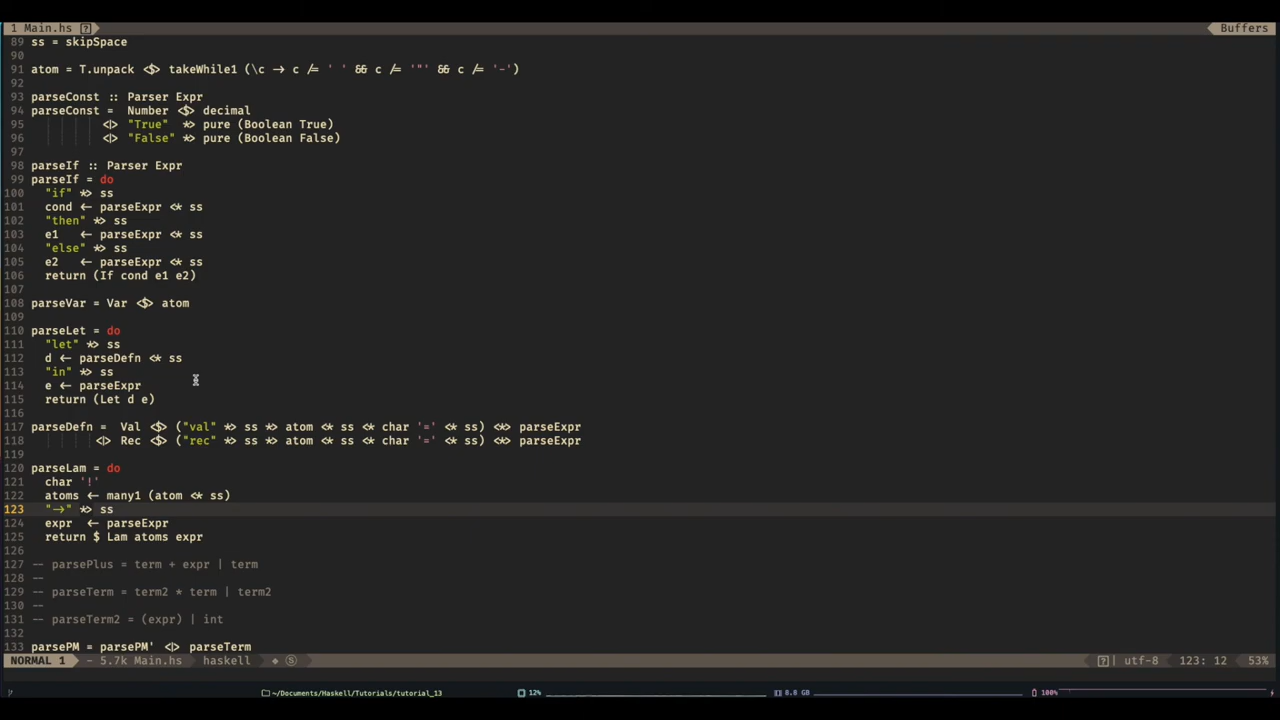 1 Main.hs ? Buffers
89 ss = skipSpace
90
91 atom = T.unpack <$> takeWhile1 (\c -> c /= ' ' && c /= '"' && c /= '-')
92
93 parseConst :: Parser Expr
94 parseConst =  Number <$> decimal
95           <|> "True"  *> pure (Boolean True)
96           <|> "False" *> pure (Boolean False)
97
98 parseIf :: Parser Expr
99 parseIf = do
100   "if" *> ss
101   cond <- parseExpr <* ss
102   "then" *> ss
103   e1   <- parseExpr <* ss
104   "else" *> ss
105   e2   <- parseExpr <* ss
106   return (If cond e1 e2)
107
108 parseVar = Var <$> atom
109
110 parseLet = do
111   "let" *> ss
112   d <- parseDefn <* ss
113   "in" *> ss
114   e <- parseExpr
115   return (Let d e)
116
117 parseDefn =  Val <$> ("val" *> ss *> atom <* ss <* char '=' <* ss) <*> parseExpr
118          <|> Rec <$> ("rec" *> ss *> atom <* ss <* char '=' <* ss) <*> parseExpr
119
120 parseLam = do
121   char '!'
122   atoms <- many1 (atom <* ss)
123   "->" *> ss
124   expr  <- parseExpr
125   return $ Lam atoms expr
126
127 -- parsePlus = term + expr | term
128 --
129 -- parseTerm = term2 * term | term2
130 --
131 -- parseTerm2 = (expr) | int
132
133 parsePM = parsePM' <|> parseTerm
NORMAL 1 - 5.7k Main.hs haskell S ? utf-8 123: 12 53%
~/Documents/Haskell/Tutorials/tutorial_13 12% 8.8 GB 100%